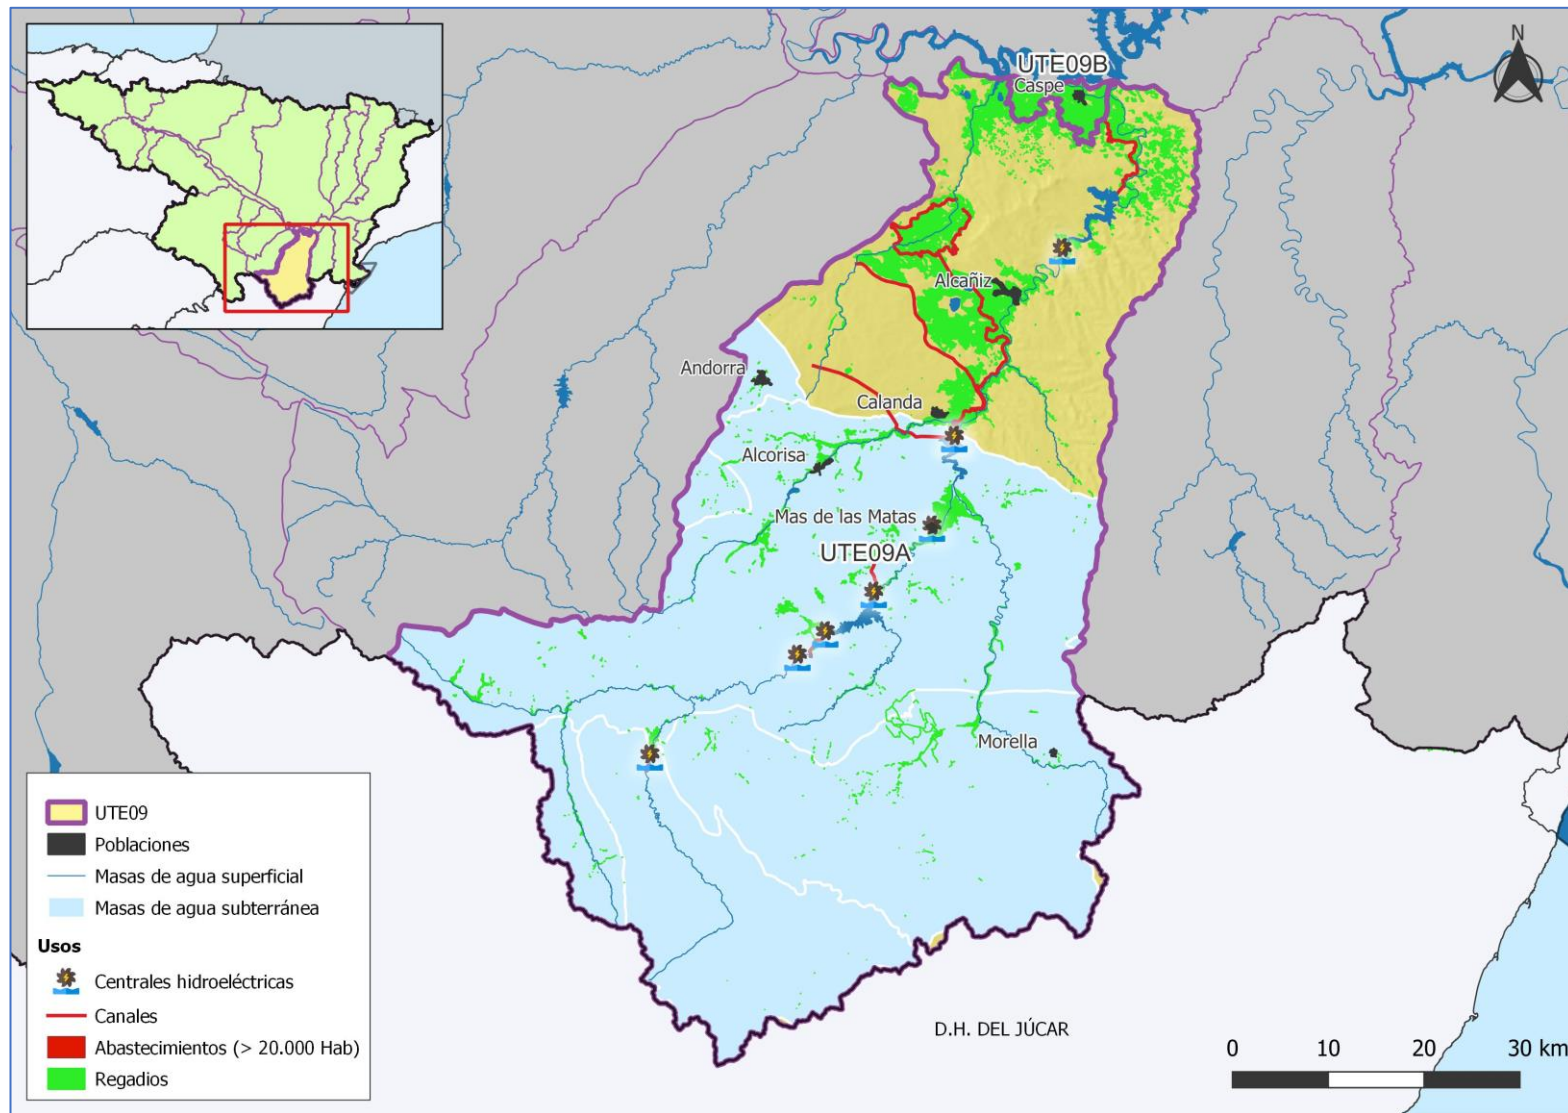 N
UTE09B
Caspe
Alcañiz
Andorra
Calanda
Alcorisa
Mas de las Matas
UTE09A
Morella
UTE09
Poblaciones
Masas de agua superficial
Masas de agua subterránea
Usos
Centrales hidroeléctricas
Canales
Abastecimientos (> 20.000 Hab)
Regadios
D.H. DEL JÚCAR
0 10 20 30 km